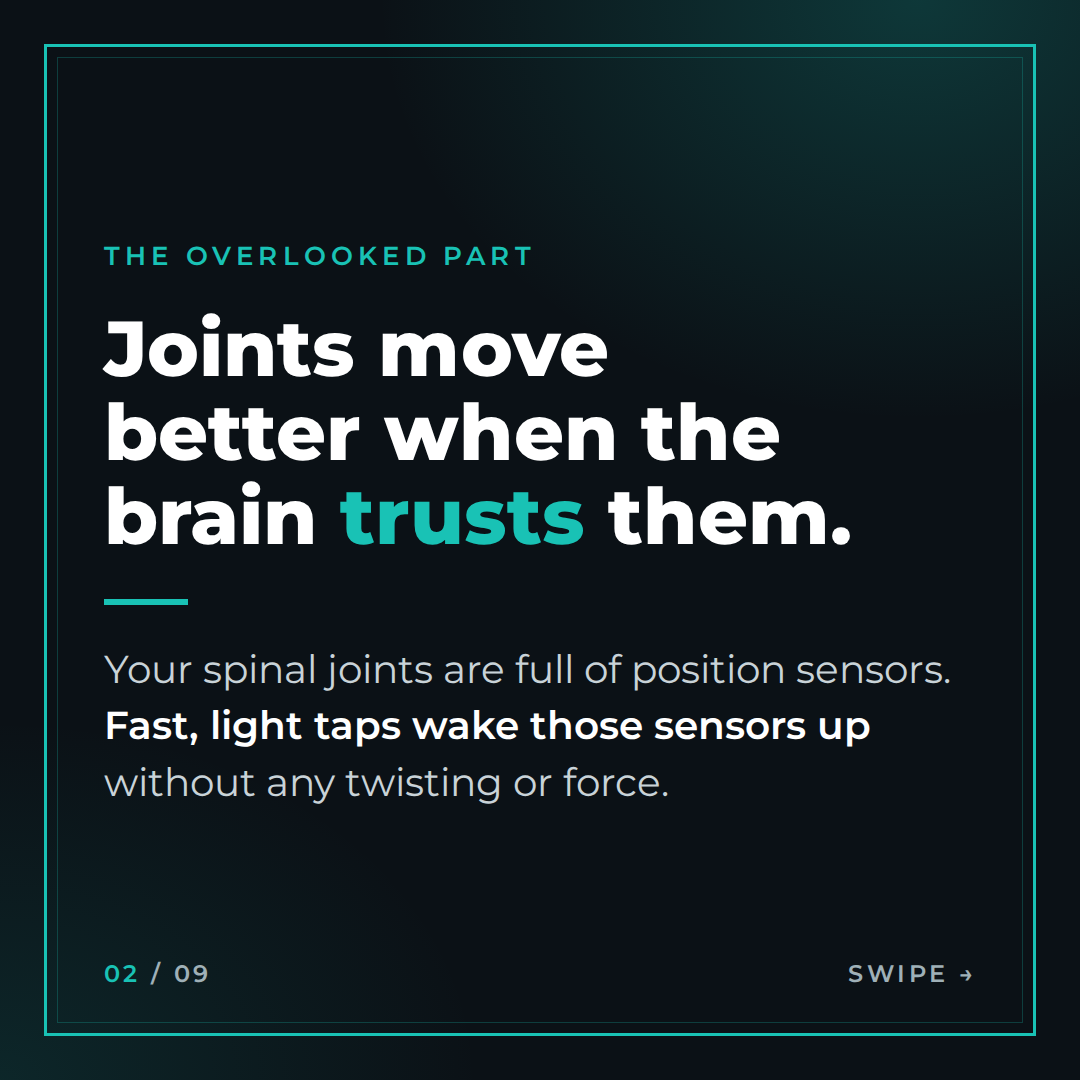 THE OVERLOOKED PART
Joints move
better when the
brain trusts them.
Your spinal joints are full of position sensors.
Fast, light taps wake those sensors up
without any twisting or force.
02 / 09
SWIPE →